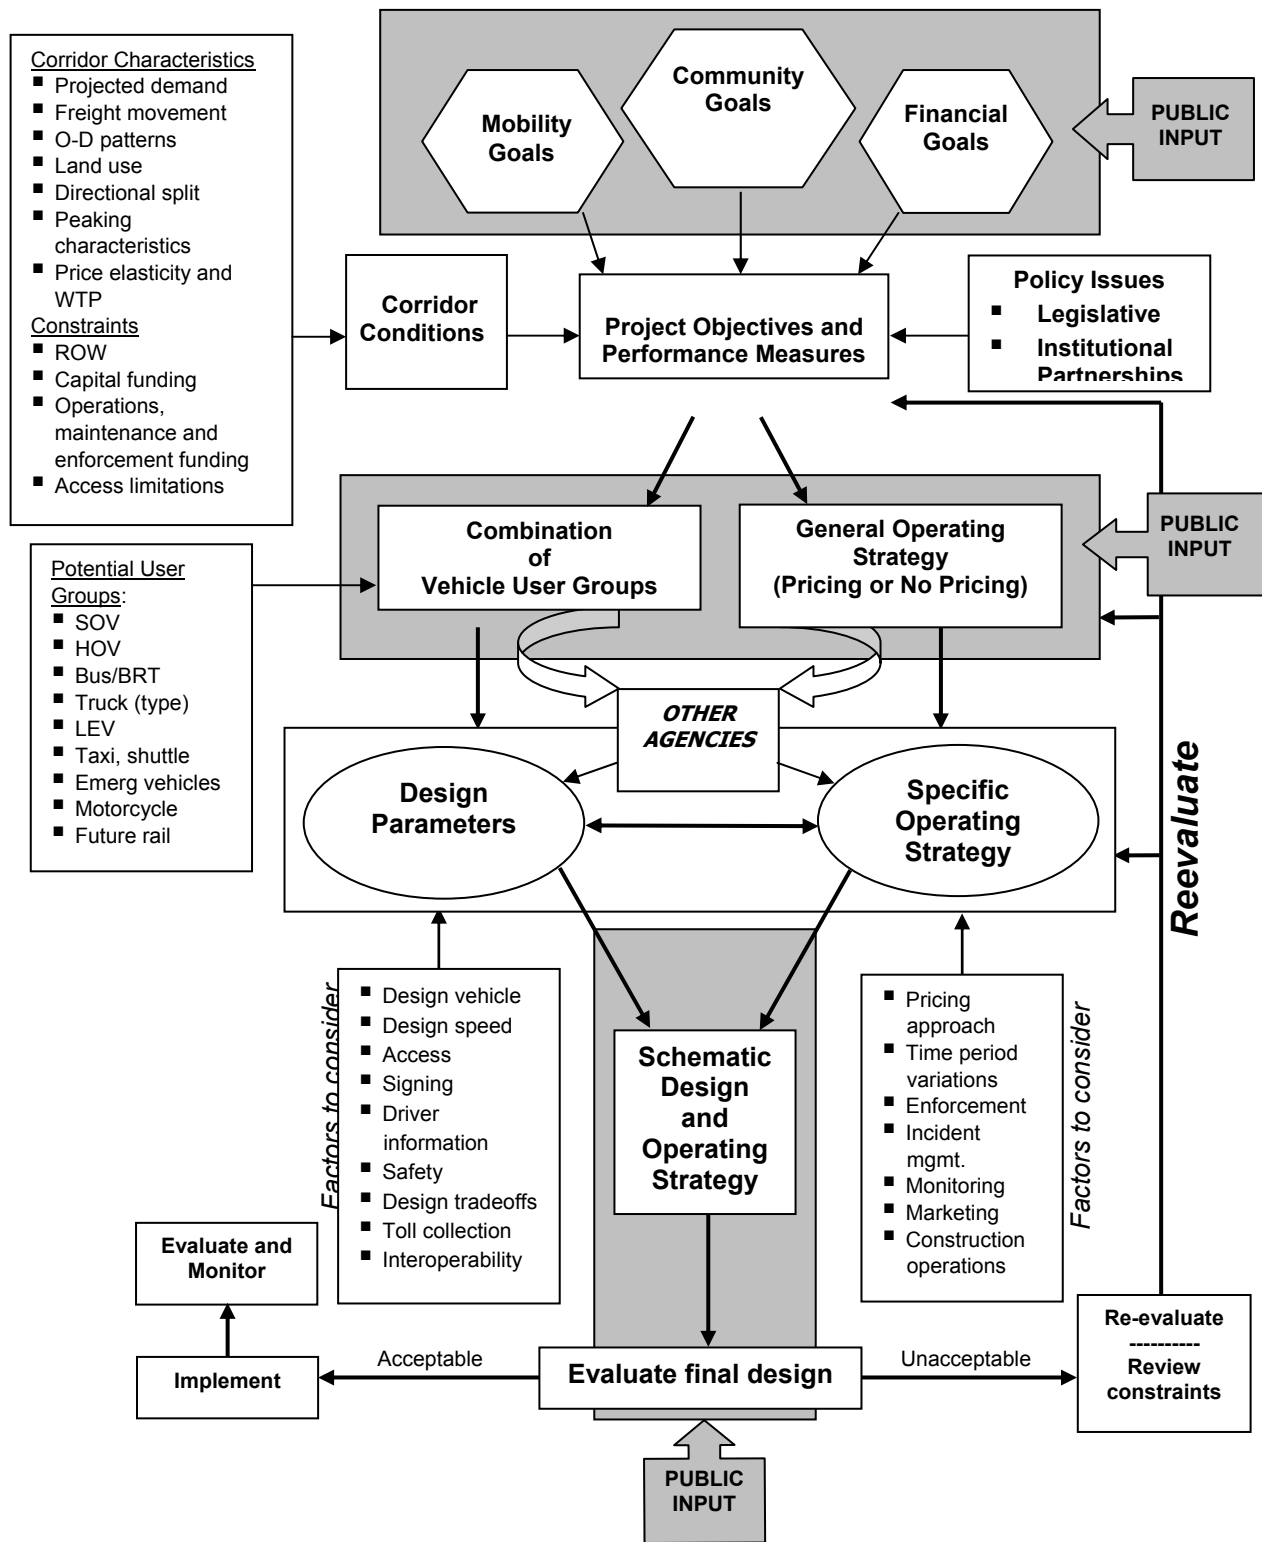 Corridor Characteristics
▪ Projected demand
▪ Freight movement
▪ O-D patterns
▪ Land use
▪ Directional split
▪ Peaking
characteristics
▪ Price elasticity and
WTP
Constraints
▪ ROW
▪ Capital funding
▪ Operations,
maintenance and
enforcement funding
▪ Access limitations
Mobility
Goals
Community
Goals
Financial
Goals
PUBLIC
INPUT
Corridor
Conditions
Project Objectives and
Performance Measures
Policy Issues
▪ Legislative
▪ Institutional
Partnerships
Combination
of
Vehicle User Groups
General Operating
Strategy
(Pricing or No Pricing)
PUBLIC
INPUT
Potential User
Groups:
▪ SOV
▪ HOV
▪ Bus/BRT
▪ Truck (type)
▪ LEV
▪ Taxi, shuttle
▪ Emerg vehicles
▪ Motorcycle
▪ Future rail
OTHER
AGENCIES
Design
Parameters
Specific
Operating
Strategy
Reevaluate
Factors to consider
▪ Design vehicle
▪ Design speed
▪ Access
▪ Signing
▪ Driver
information
▪ Safety
▪ Design tradeoffs
▪ Toll collection
▪ Interoperability
Schematic
Design
and
Operating
Strategy
▪ Pricing
approach
▪ Time period
variations
▪ Enforcement
▪ Incident
mgmt.
▪ Monitoring
▪ Marketing
▪ Construction
operations
Factors to consider
Evaluate and
Monitor
Implement
Acceptable
Evaluate final design
Unacceptable
Re-evaluate
----------
Review
constraints
PUBLIC
INPUT